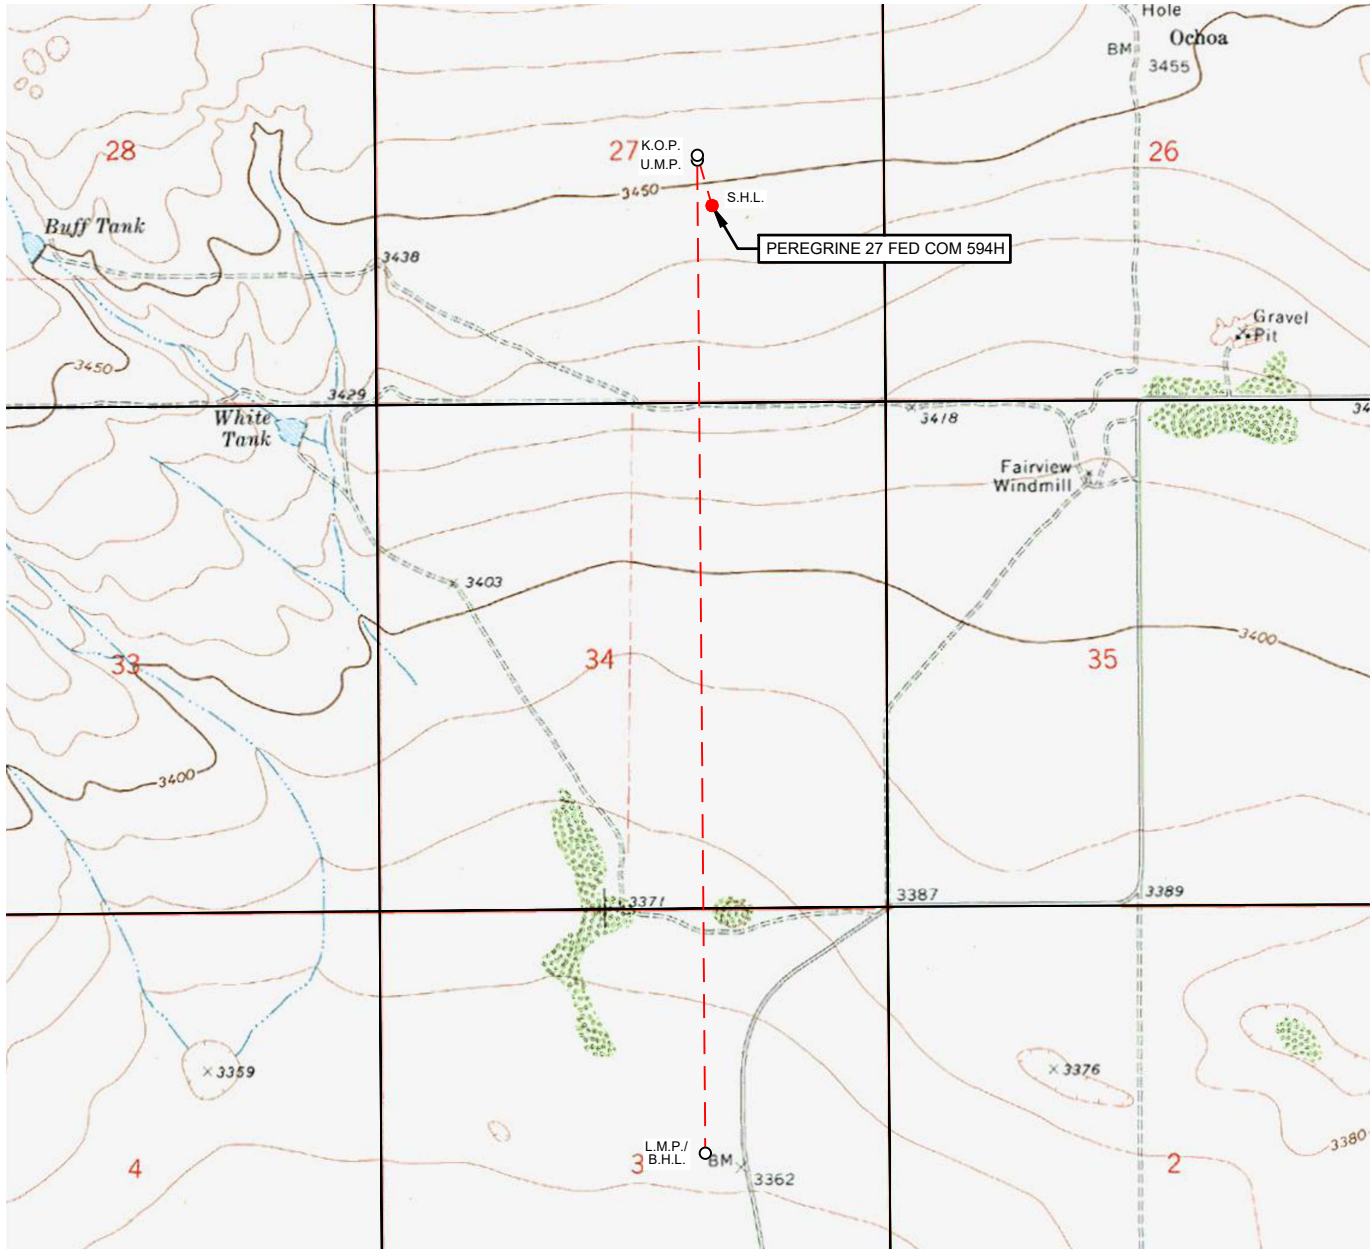 Hole
Ochoa
BM
3455
28
27
K.O.P.
U.M.P.
26
3450
S.H.L.
Buff Tank
PEREGRINE 27 FED COM 594H
3438
Gravel
Pit
3450
3429
White
Tank
3418
34
Fairview
Windmill
3403
3400
33
34
35
3400
3371
3387
3389
3359
3376
3380
L.M.P./
B.H.L.
4
3
BM
3362
2